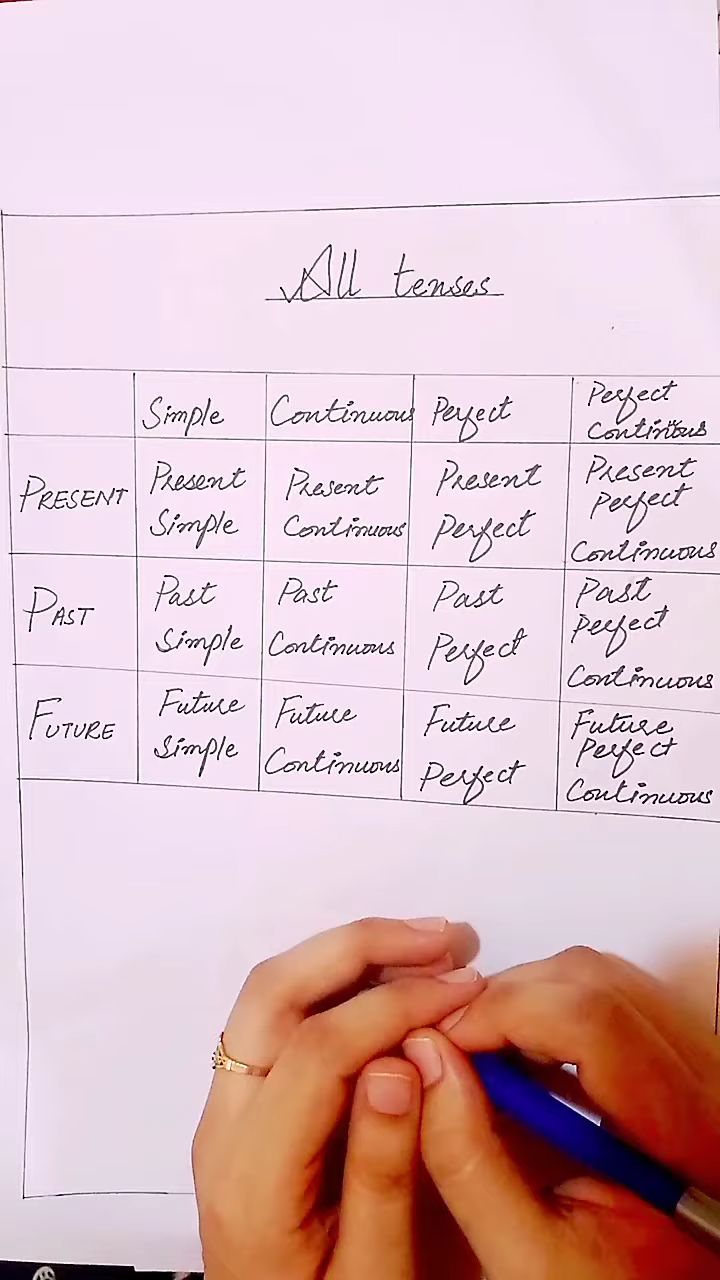 All tenses
Simple Continuous Perfect Perfect Continuous
PRESENT Present Simple Present Continuous Present Perfect Present Perfect Continuous
PAST Past Simple Past Continuous Past Perfect Past Perfect Continuous
FUTURE Future Simple Future Continuous Future Perfect Future Perfect Continuous